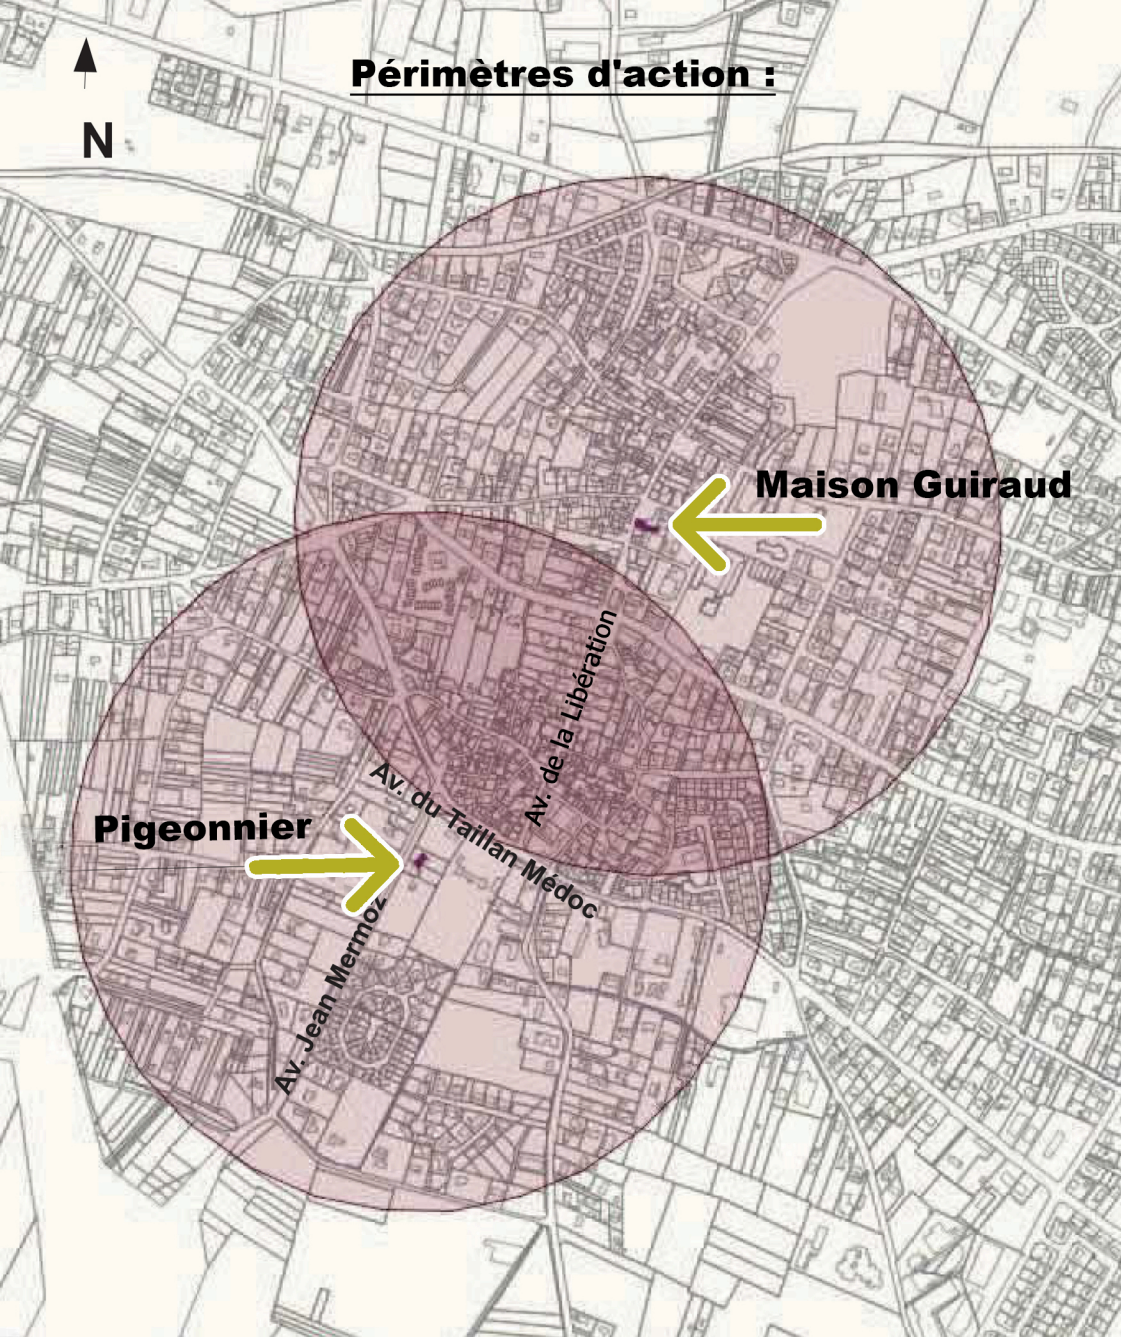 Périmètres d'action :
N
Maison Guiraud
Av. de la Libération
Av. du Taillan Médoc
Pigeonnier
Av. Jean Mermoz